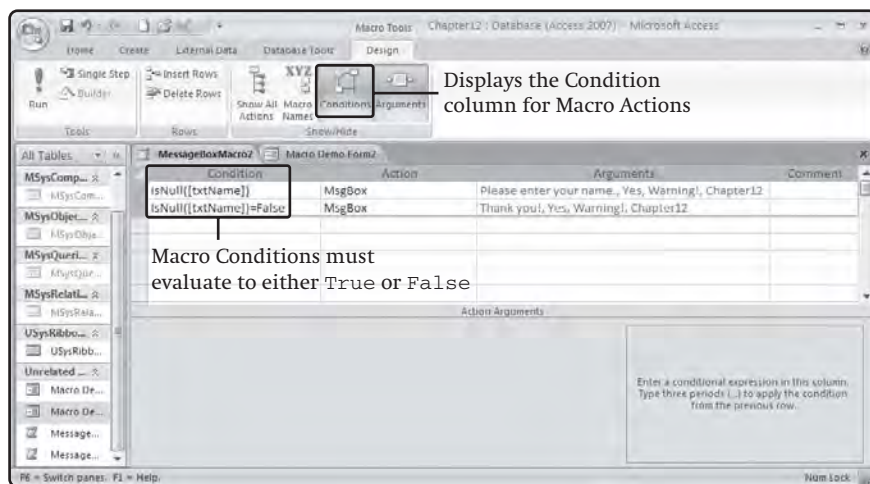 Macro Tools Chapter12 : Database (Access 2007) - Microsoft Access
Home Create External Data Database Tools Design
Run
Single Step
Builder
Tools
Insert Rows
Delete Rows
Rows
Show All Actions
XYZ
Macro Names
Conditions
Arguments
Show/Hide
Displays the Condition
column for Macro Actions
All Tables
MSysComp...
MSysCom...
MSysObjec...
MSysObje...
MSysQueri...
MSysQue...
MSysRelati...
MSysRela...
USysRibbo...
USysRibb...
Unrelated ...
Macro De...
Macro De...
Message...
Message...
MessageBoxMacro2 Macro Demo Form2
Condition Action Arguments Comment
IsNull([txtName]) MsgBox Please enter your name., Yes, Warning!, Chapter12
IsNull([txtName])=False MsgBox Thank you!, Yes, Warning!, Chapter12
Macro Conditions must
evaluate to either True or False
Action Arguments
Enter a conditional expression in this column.
Type three periods (...) to apply the condition
from the previous row.
F6 = Switch panes. F1 = Help. Num Lock